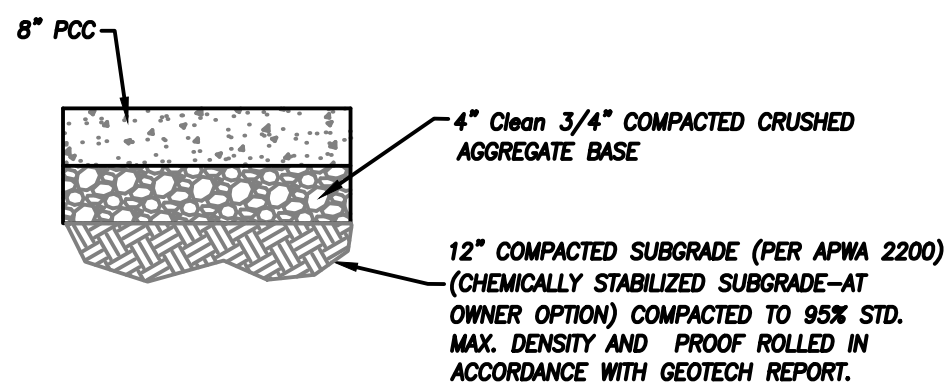 8" PCC
4" Clean 3/4" COMPACTED CRUSHED
AGGREGATE BASE
12" COMPACTED SUBGRADE (PER APWA 2200)
(CHEMICALLY STABILIZED SUBGRADE-AT
OWNER OPTION) COMPACTED TO 95% STD.
MAX. DENSITY AND PROOF ROLLED IN
ACCORDANCE WITH GEOTECH REPORT.